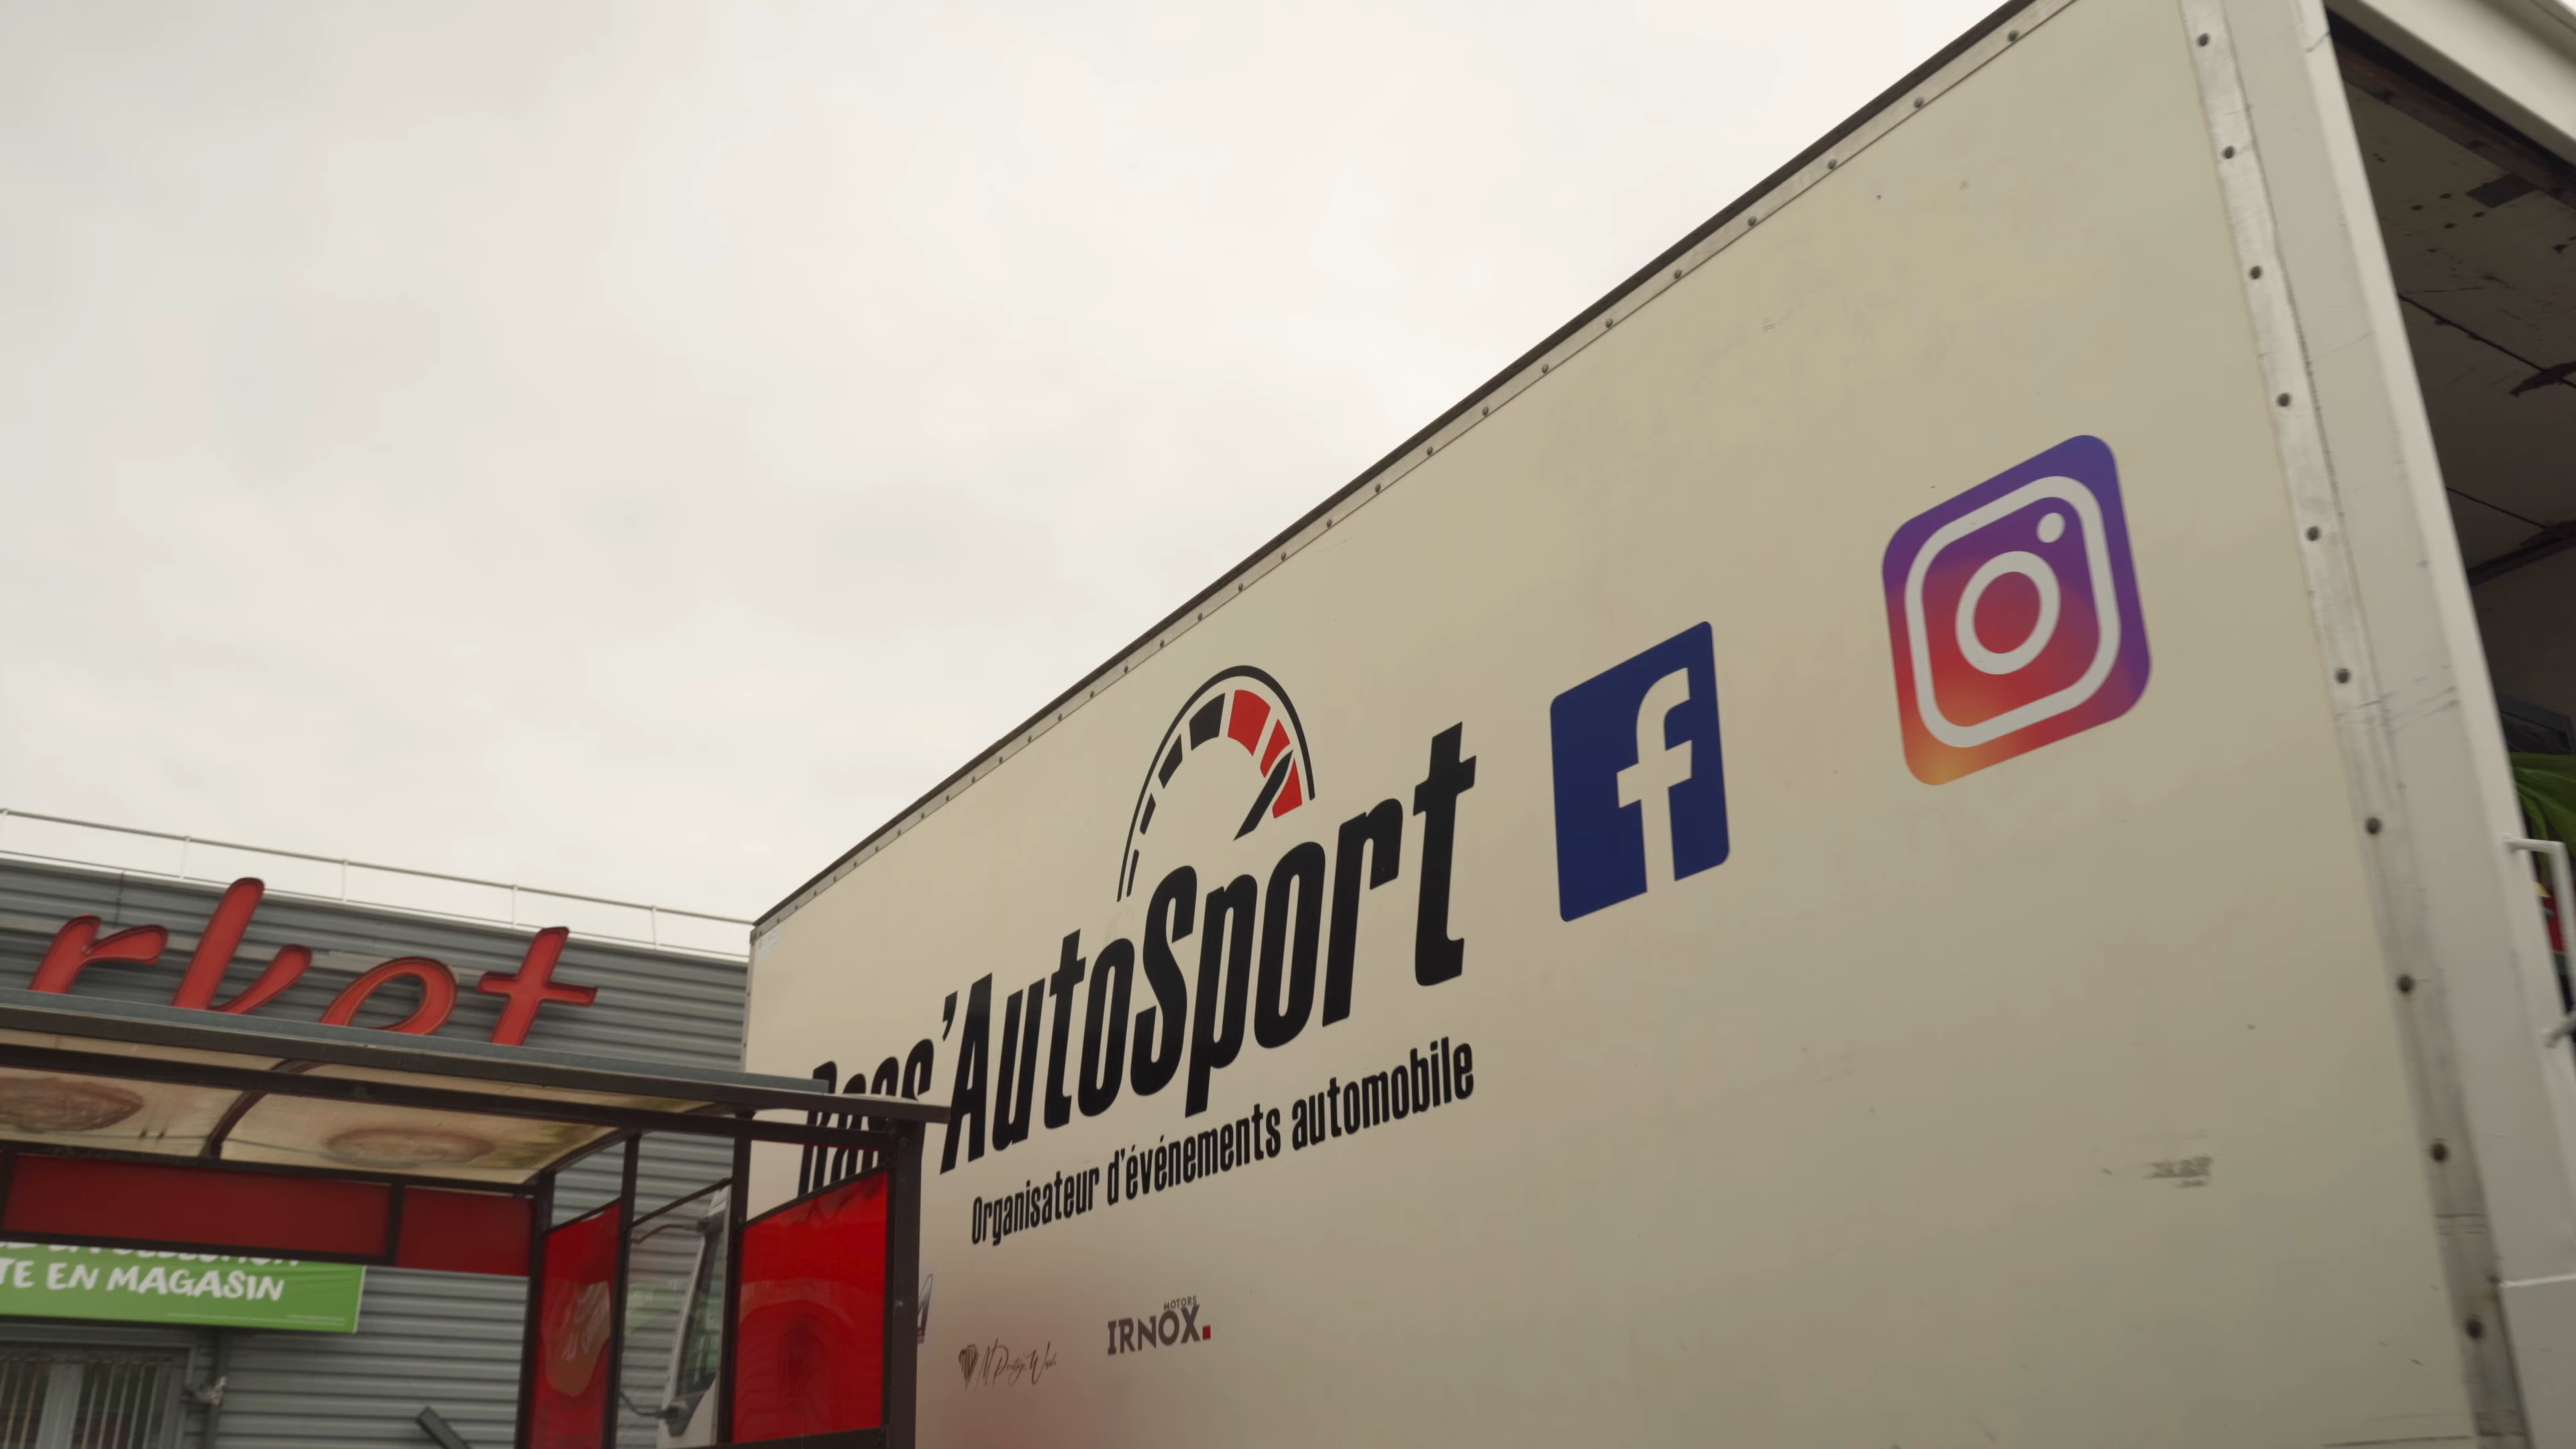 rket
'AutoSport
Organisateur d'événements automobile
TE EN MAGASIN
MOTORS
IRNOX.